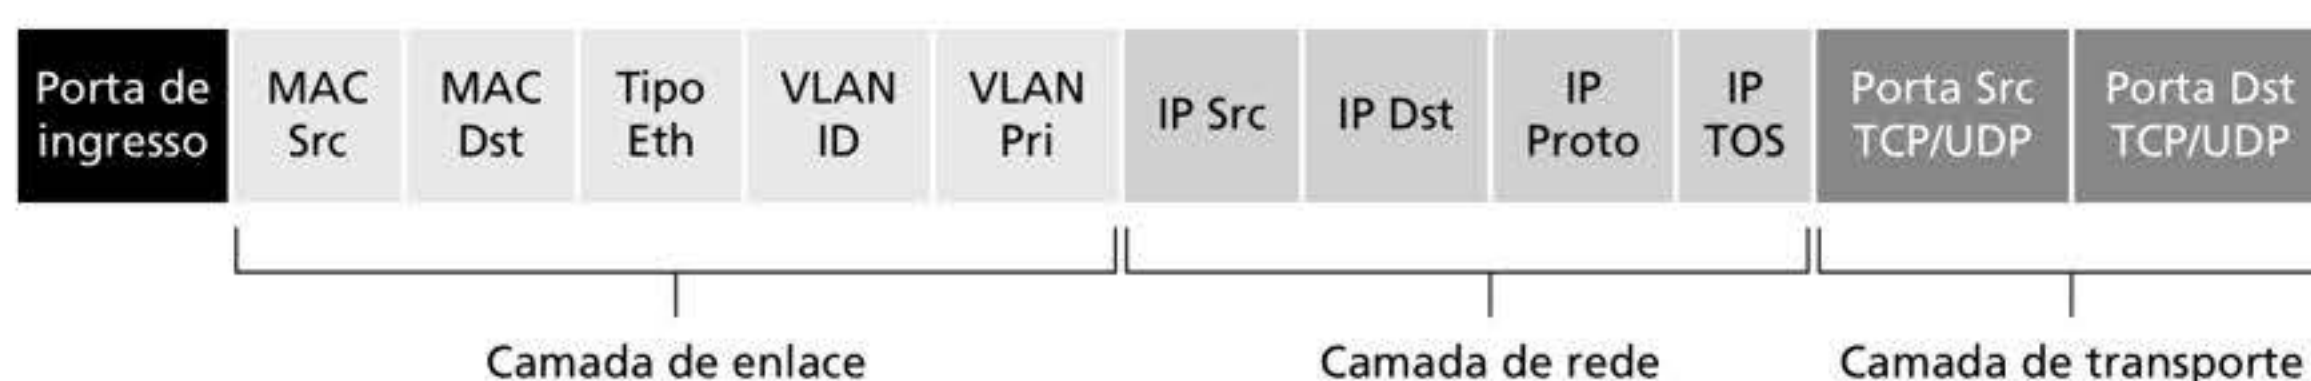 Porta de
ingresso
MAC
Src
MAC
Dst
Tipo
Eth
VLAN
ID
VLAN
Pri
IP Src
IP Dst
IP
Proto
IP
TOS
Porta Src
TCP/UDP
Porta Dst
TCP/UDP
Camada de enlace
Camada de rede
Camada de transporte